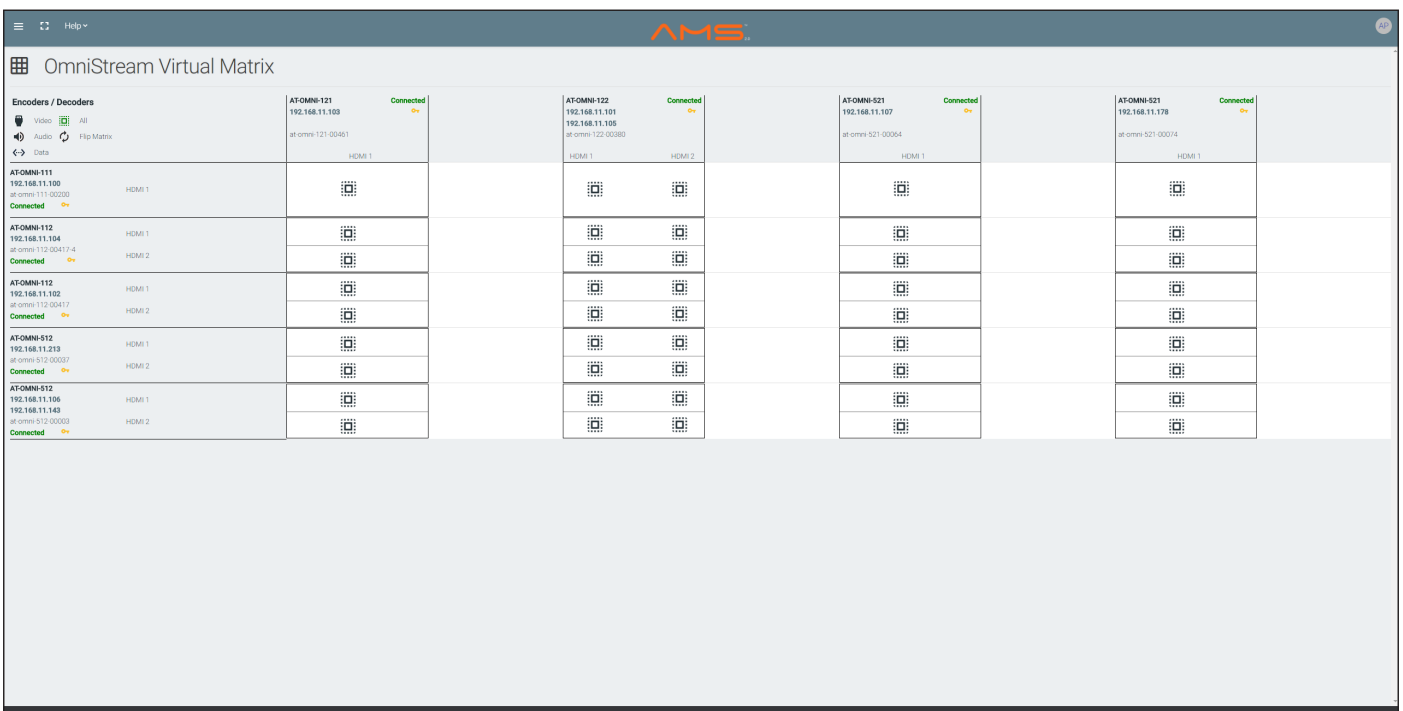 Help
AMS
AP
OmniStream Virtual Matrix
Encoders / Decoders
Video All
Audio Flip Matrix
Data
AT-OMNI-121 Connected
192.168.11.103
at-omni-121-00461
HDMI 1
AT-OMNI-122 Connected
192.168.11.101
192.168.11.105
at-omni-122-00380
HDMI 1 HDMI 2
AT-OMNI-521 Connected
192.168.11.107
at-omni-521-00064
HDMI 1
AT-OMNI-521 Connected
192.168.11.178
at-omni-521-00074
HDMI 1
AT-OMNI-111
192.168.11.100
at-omni-111-00200
Connected
HDMI 1
AT-OMNI-112
192.168.11.104
at-omni-112-00417-4
Connected
HDMI 1
HDMI 2
AT-OMNI-112
192.168.11.102
at-omni-112-00417
Connected
HDMI 1
HDMI 2
AT-OMNI-512
192.168.11.213
at-omni-512-00037
Connected
HDMI 1
HDMI 2
AT-OMNI-512
192.168.11.106
192.168.11.143
at-omni-512-00003
Connected
HDMI 1
HDMI 2